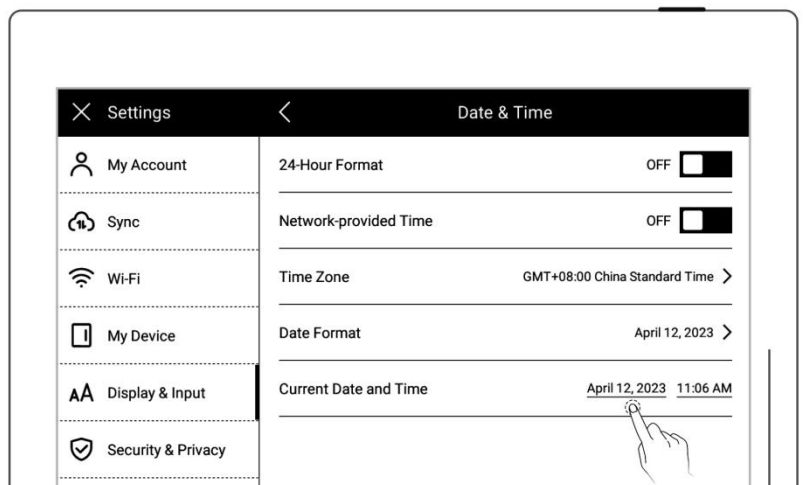 Settings
Date & Time
My Account
24-Hour Format
OFF
Sync
Network-provided Time
OFF
Wi-Fi
Time Zone
GMT+08:00 China Standard Time
My Device
Date Format
April 12, 2023
Display & Input
Current Date and Time
April 12, 2023
11:06 AM
Security & Privacy